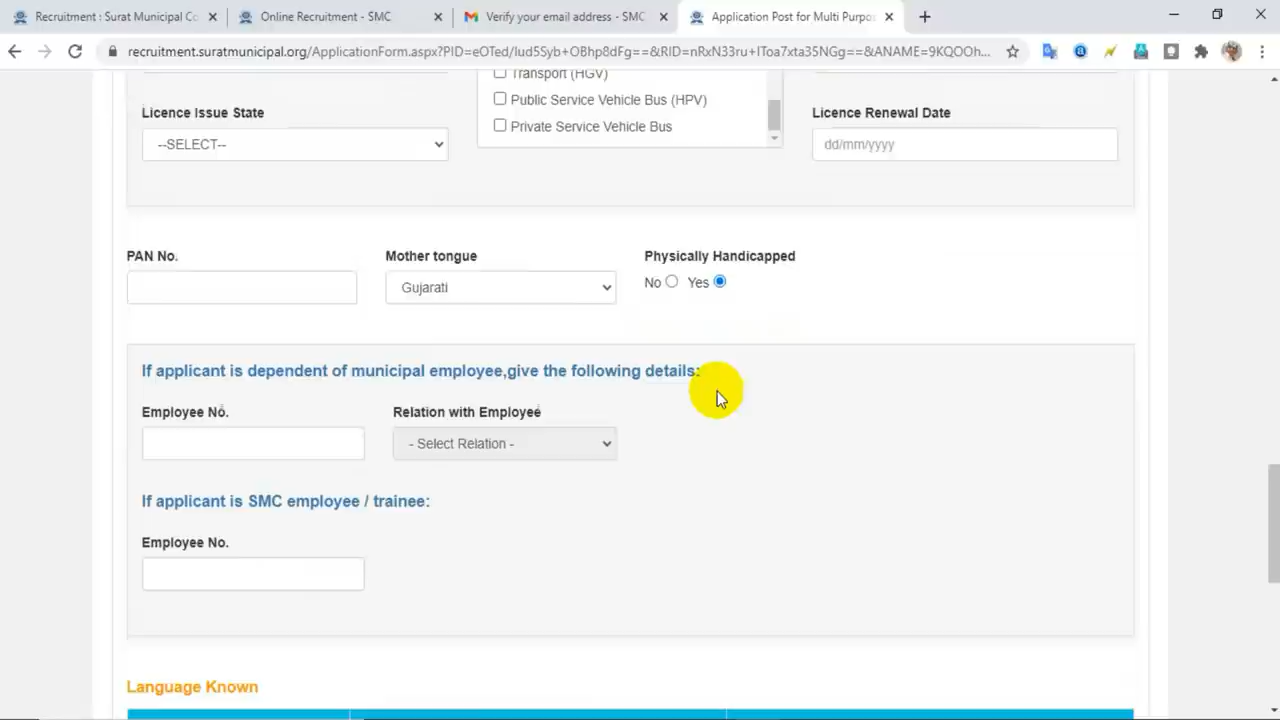 Recruitment : Surat Municipal Co
Online Recruitment - SMC
Verify your email address - SMC
Application Post for Multi Purpo
recruitment.suratmunicipal.org/ApplicationForm.aspx?PID=eOTed/Iud5Syb+OBhp8dFg==&RID=nRxN33ru+IToa7xta35NGg==&ANAME=9KQOOh...
Transport (HGV)
Licence Issue State
Public Service Vehicle Bus (HPV)
Licence Renewal Date
Private Service Vehicle Bus
--SELECT--
dd/mm/yyyy
PAN No.
Mother tongue
Physically Handicapped
No
Yes
Gujarati
If applicant is dependent of municipal employee,give the following details:
Employee No.
Relation with Employee
- Select Relation -
If applicant is SMC employee / trainee:
Employee No.
Language Known